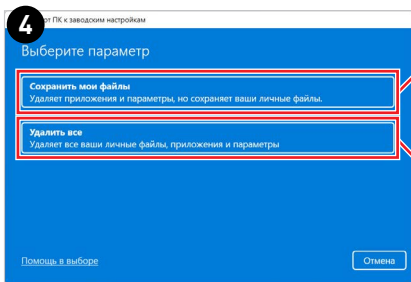 4
рт ПК к заводским настройкам
Выберите параметр
Сохранить мои файлы
Удаляет приложения и параметры, но сохраняет ваши личные файлы.
Удалить все
Удаляет все ваши личные файлы, приложения и параметры
Помощь в выборе
Отмена